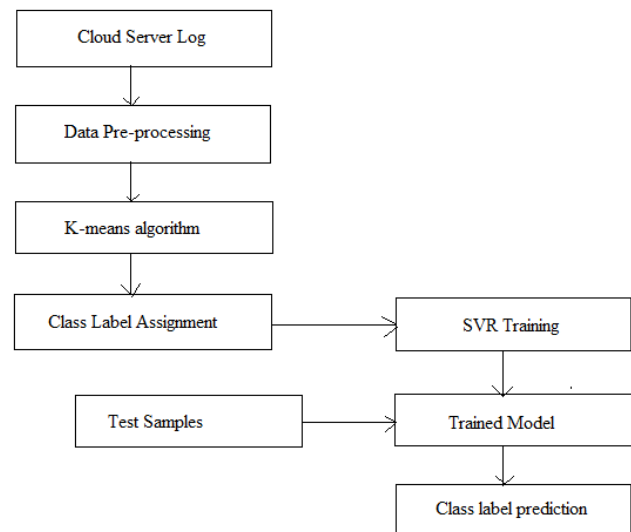 Cloud Server Log
Data Pre-processing
K-means algorithm
Class Label Assignment
SVR Training
Test Samples
Trained Model
Class label prediction